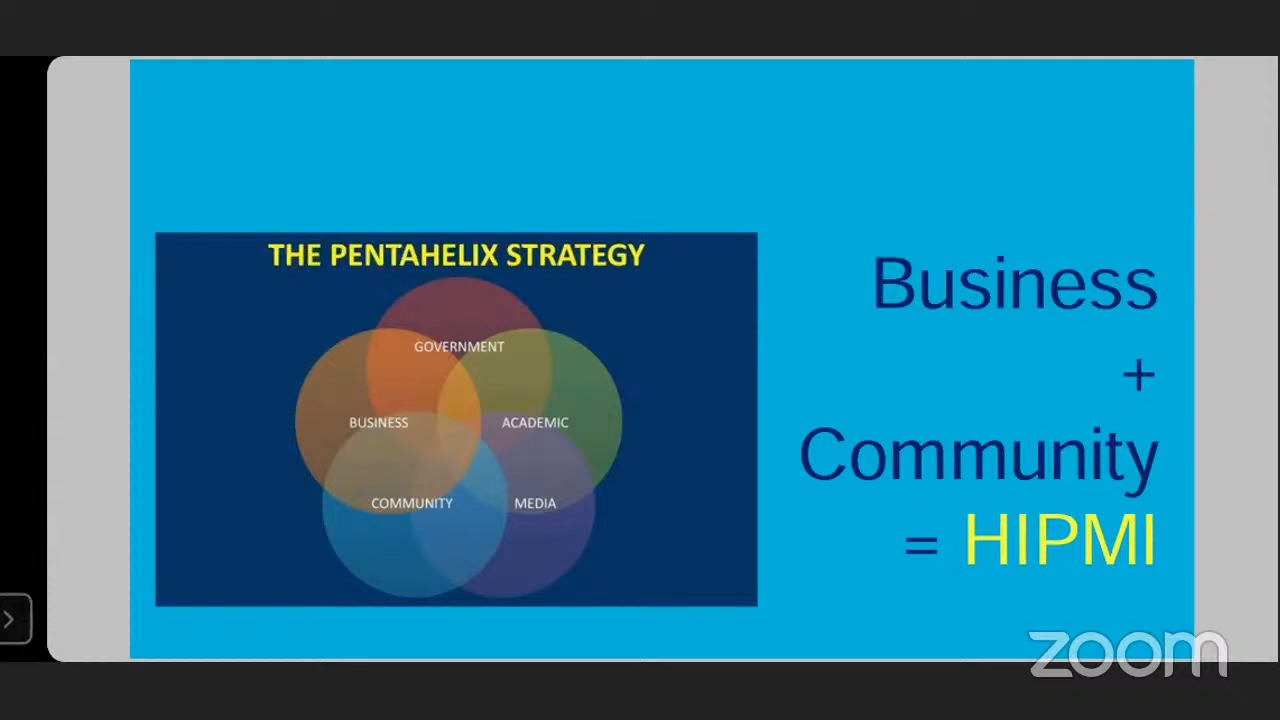 THE PENTAHELIX STRATEGY
GOVERNMENT
BUSINESS
ACADEMIC
COMMUNITY
MEDIA
Business
+
Community
= HIPMI
zoom